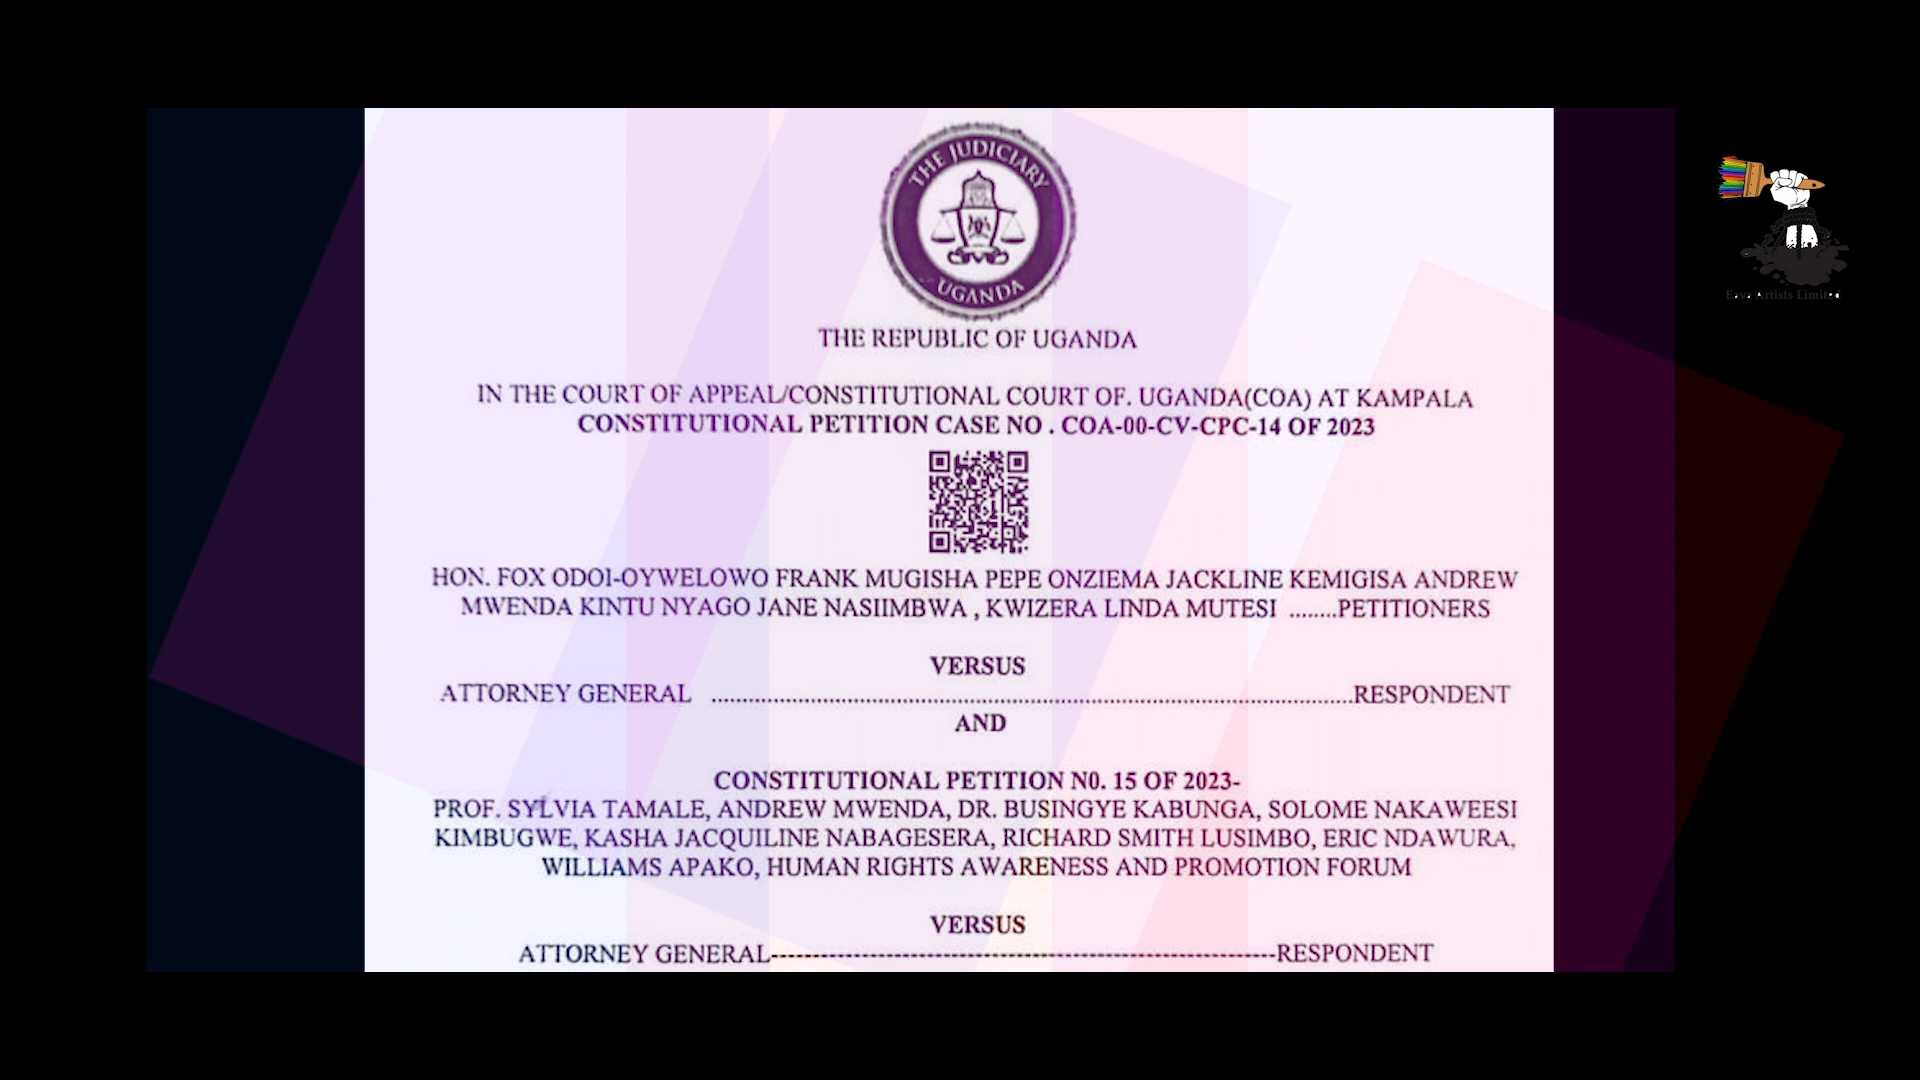 THE JUDICIARY
UGANDA
THE REPUBLIC OF UGANDA
IN THE COURT OF APPEAL/CONSTITUTIONAL COURT OF. UGANDA(COA) AT KAMPALA
CONSTITUTIONAL PETITION CASE NO . COA-00-CV-CPC-14 OF 2023
HON. FOX ODOI-OYWELOWO FRANK MUGISHA PEPE ONZIEMA JACKLINE KEMIGISA ANDREW
MWENDA KINTU NYAGO JANE NASIIMBWA , KWIZERA LINDA MUTESI ........PETITIONERS
VERSUS
ATTORNEY GENERAL ..........................................................................................................RESPONDENT
AND
CONSTITUTIONAL PETITION N0. 15 OF 2023-
PROF. SYLVIA TAMALE, ANDREW MWENDA, DR. BUSINGYE KABUNGA, SOLOME NAKAWEESI
KIMBUGWE, KASHA JACQUILINE NABAGESERA, RICHARD SMITH LUSIMBO, ERIC NDAWURA,
WILLIAMS APAKO, HUMAN RIGHTS AWARENESS AND PROMOTION FORUM
VERSUS
ATTORNEY GENERAL----------------------------------------------------------------RESPONDENT
Artists Limited